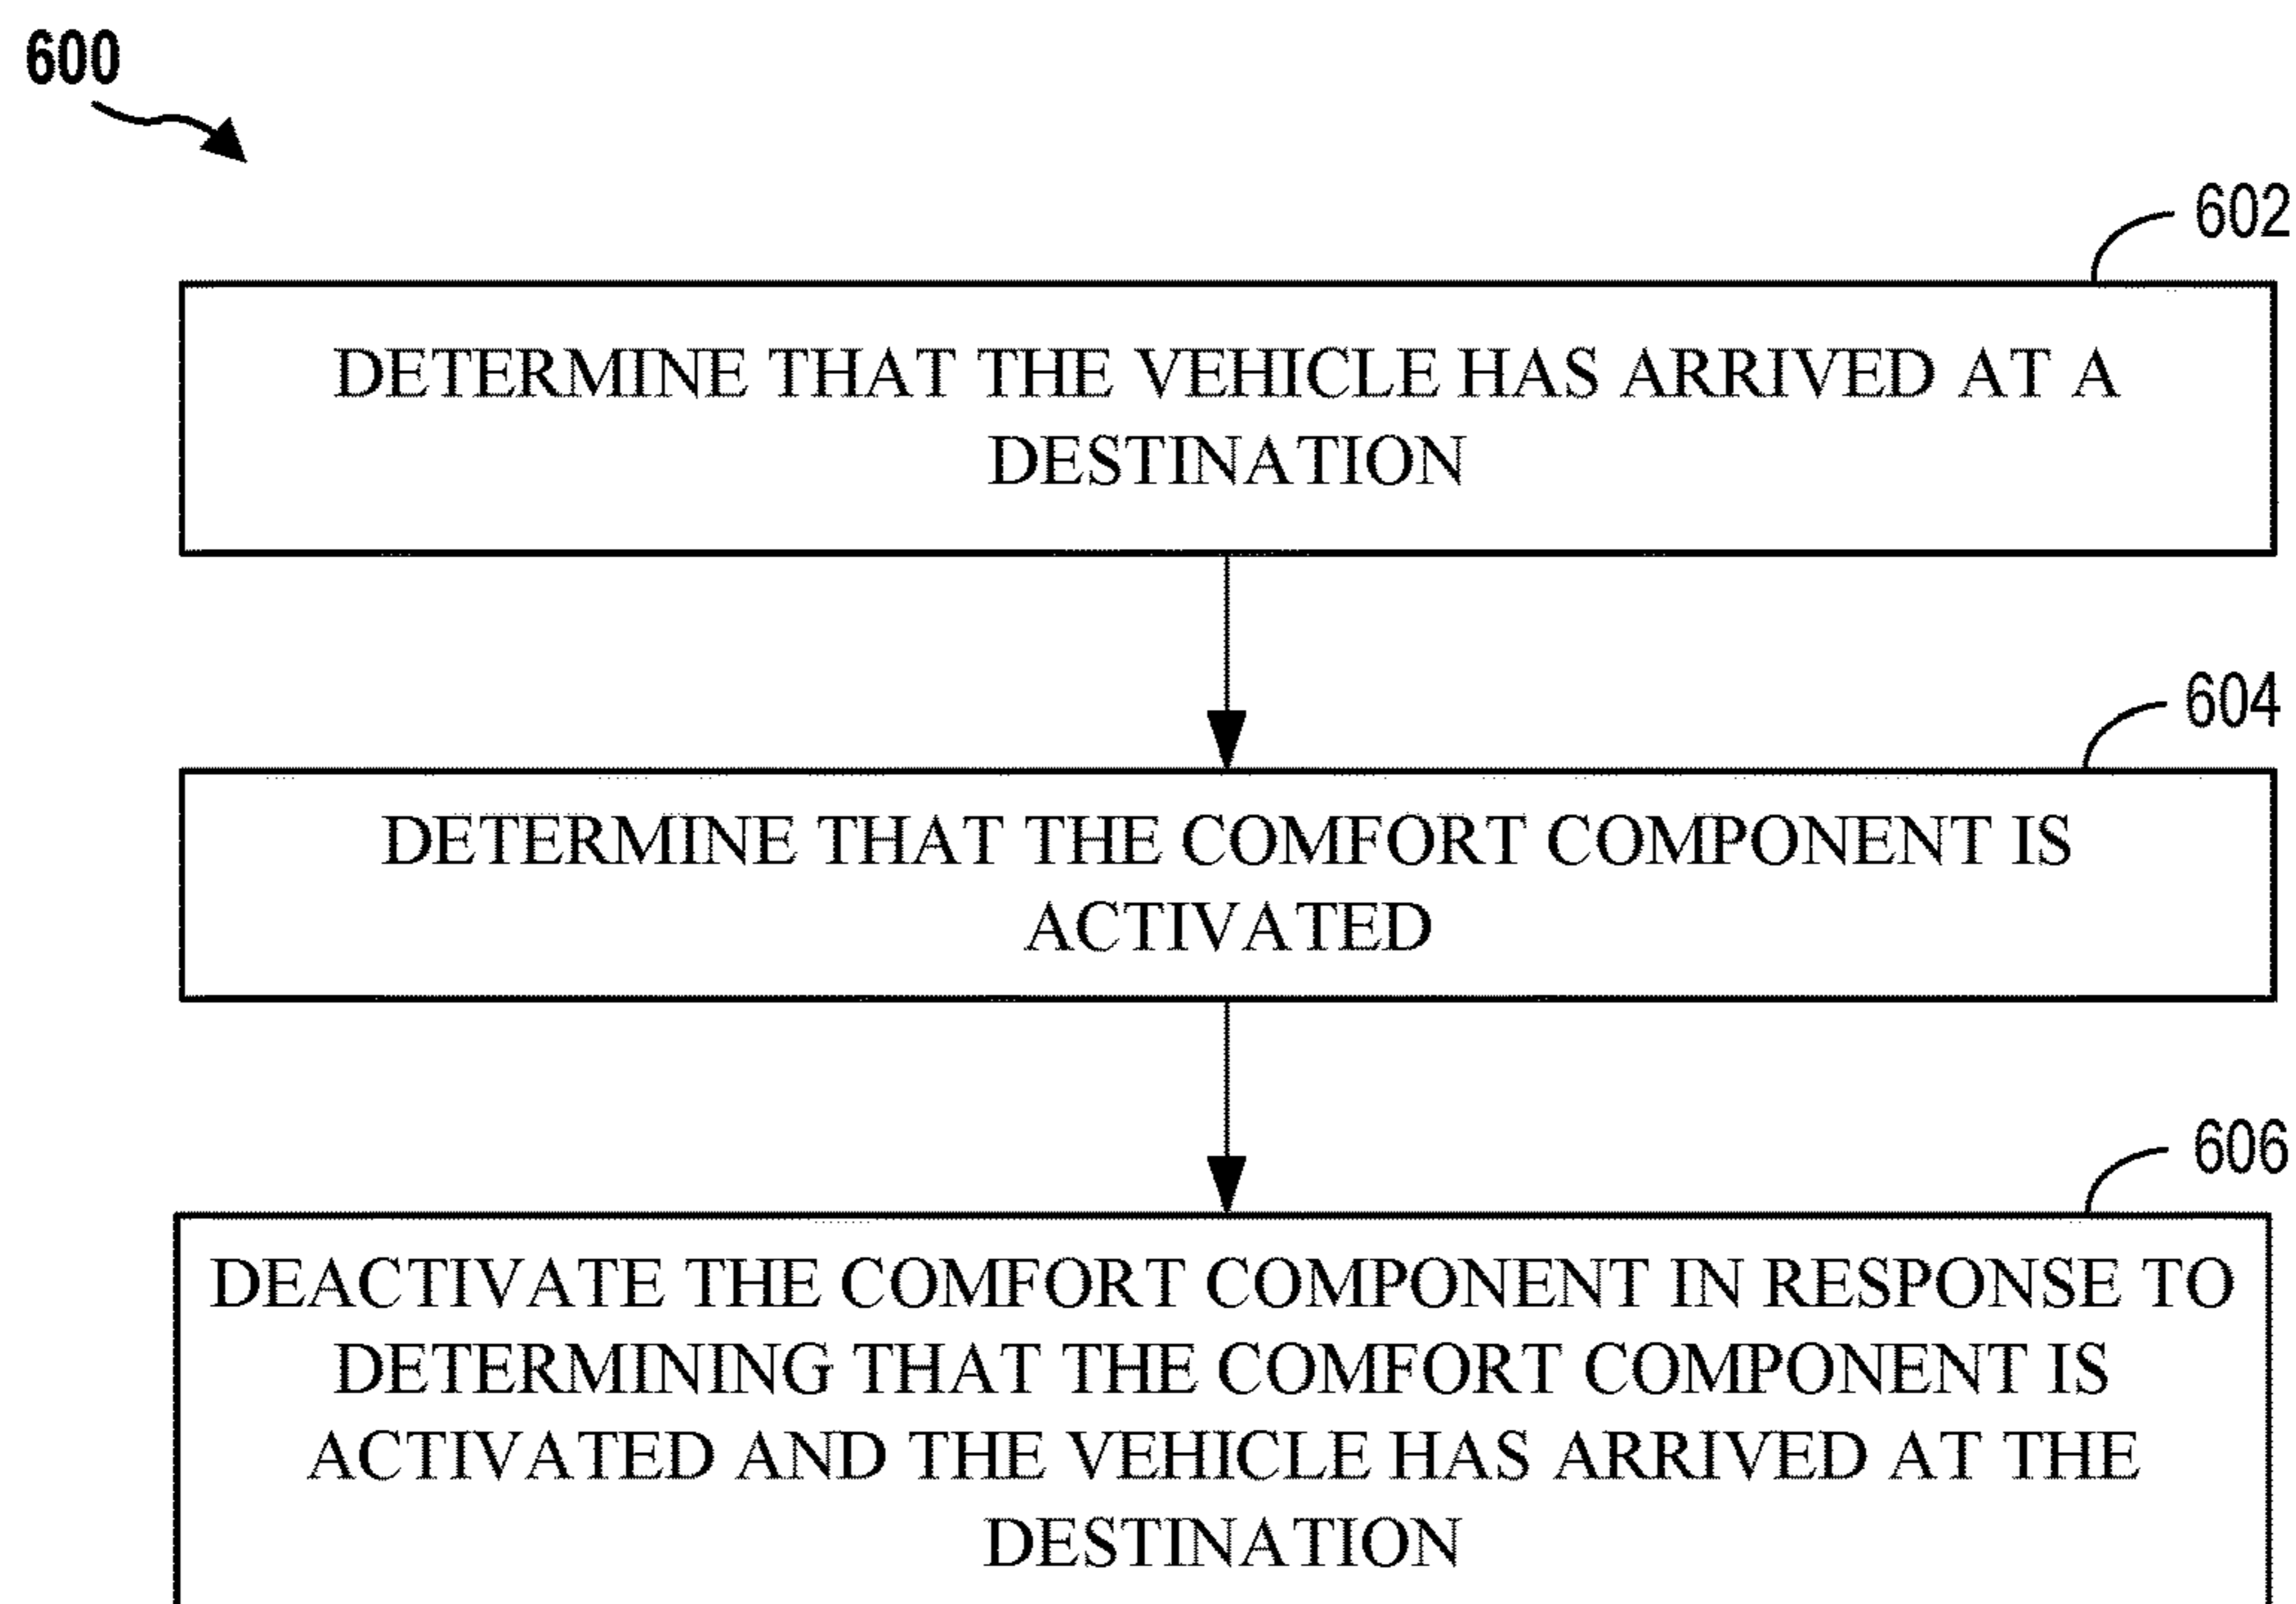 600
602
DETERMINE THAT THE VEHICLE HAS ARRIVED AT A
DESTINATION
604
DETERMINE THAT THE COMFORT COMPONENT IS
ACTIVATED
606
DEACTIVATE THE COMFORT COMPONENT IN RESPONSE TO
DETERMINING THAT THE COMFORT COMPONENT IS
ACTIVATED AND THE VEHICLE HAS ARRIVED AT THE
DESTINATION